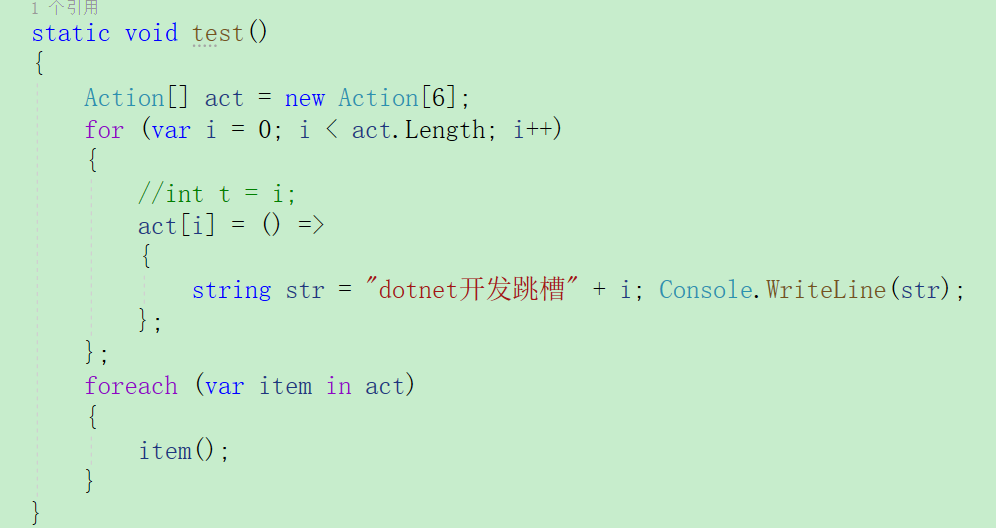 1 个引用
static void test()
{
Action[] act = new Action[6];
for (var i = 0; i < act.Length; i++)
{
//int t = i;
act[i] = () =>
{
string str = "dotnet开发跳槽" + i; Console.WriteLine(str);
};
};
foreach (var item in act)
{
item();
}
}